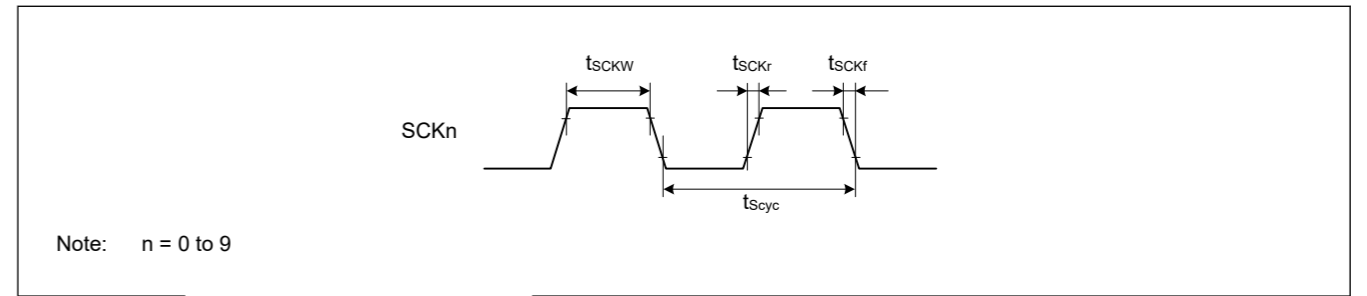 tSCKW tSCKr tSCKf
SCKn
tScyc
Note: n = 0 to 9